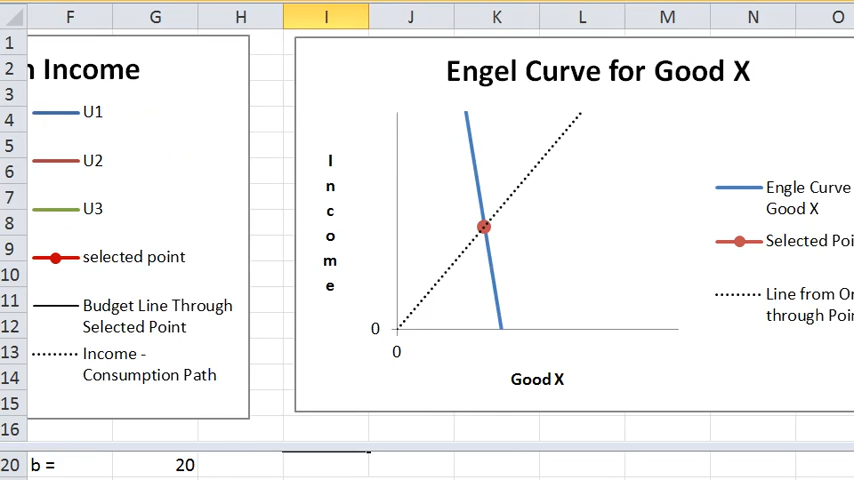 F G H I J K L M N O
1
2
3
4
5
6
7
8
9
10
11
12
13
14
15
16
20
n Income
U1
U2
U3
selected point
Budget Line Through
Selected Point
Income -
Consumption Path
Engel Curve for Good X
I
n
c
o
m
e
0
0
Good X
Engle Curve
Good X
Selected Poi
Line from Or
through Poin
b = 20